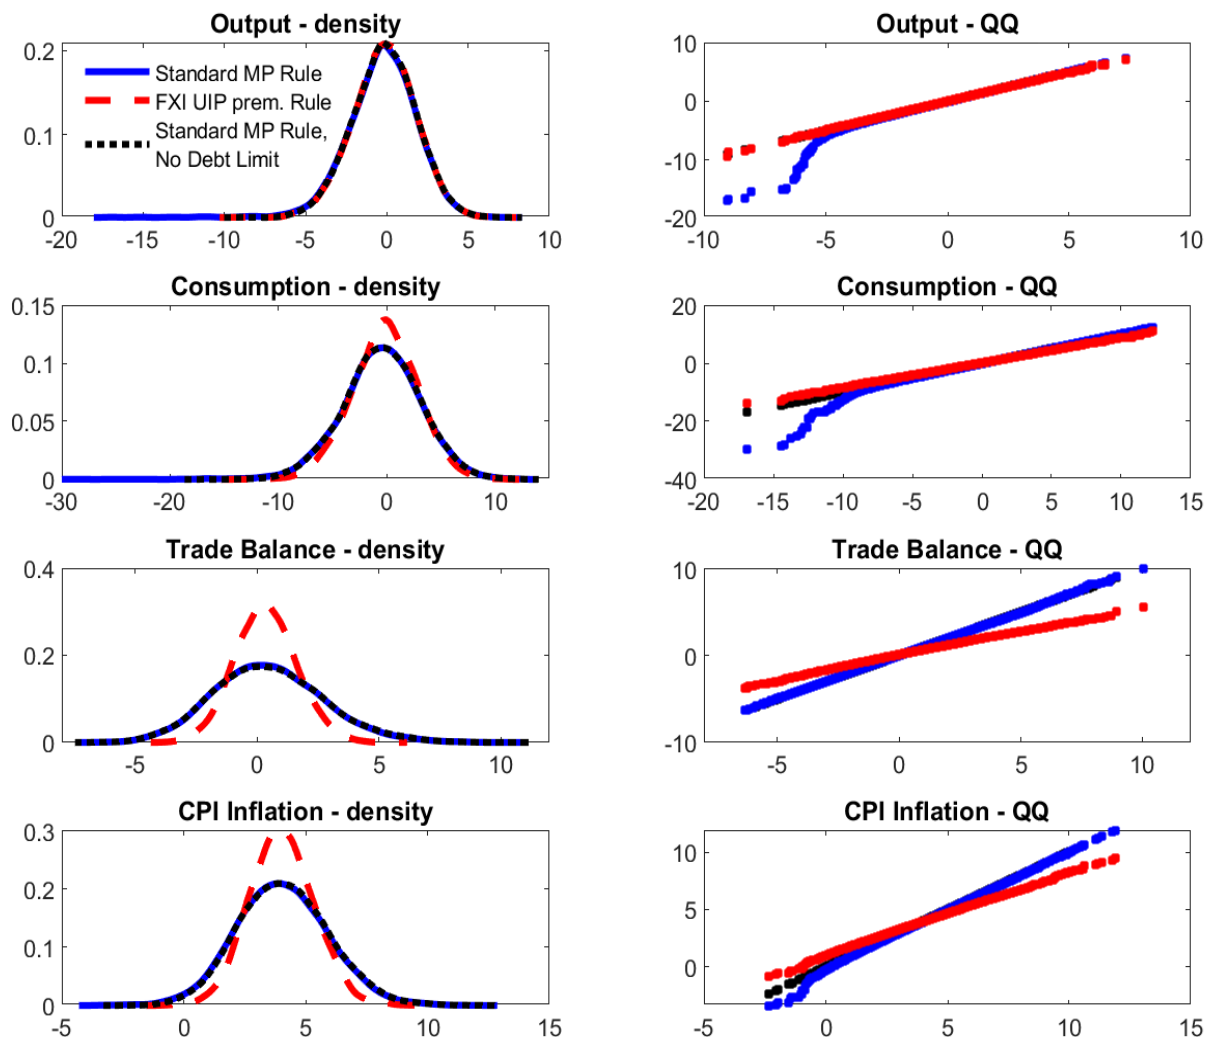 Output - density
0.2
0.1
0
-20 -15 -10 -5 0 5 10
Standard MP Rule
FXI UIP prem. Rule
Standard MP Rule,
No Debt Limit
Output - QQ
10
0
-10
-20
-10 -5 0 5 10
Consumption - density
0.15
0.1
0.05
0
-30 -20 -10 0 10
Consumption - QQ
20
0
-20
-40
-20 -15 -10 -5 0 5 10 15
Trade Balance - density
0.4
0.2
0
-5 0 5 10
Trade Balance - QQ
10
0
-10
-5 0 5 10
CPI Inflation - density
0.3
0.2
0.1
0
-5 0 5 10 15
CPI Inflation - QQ
10
5
0
-5 0 5 10 15